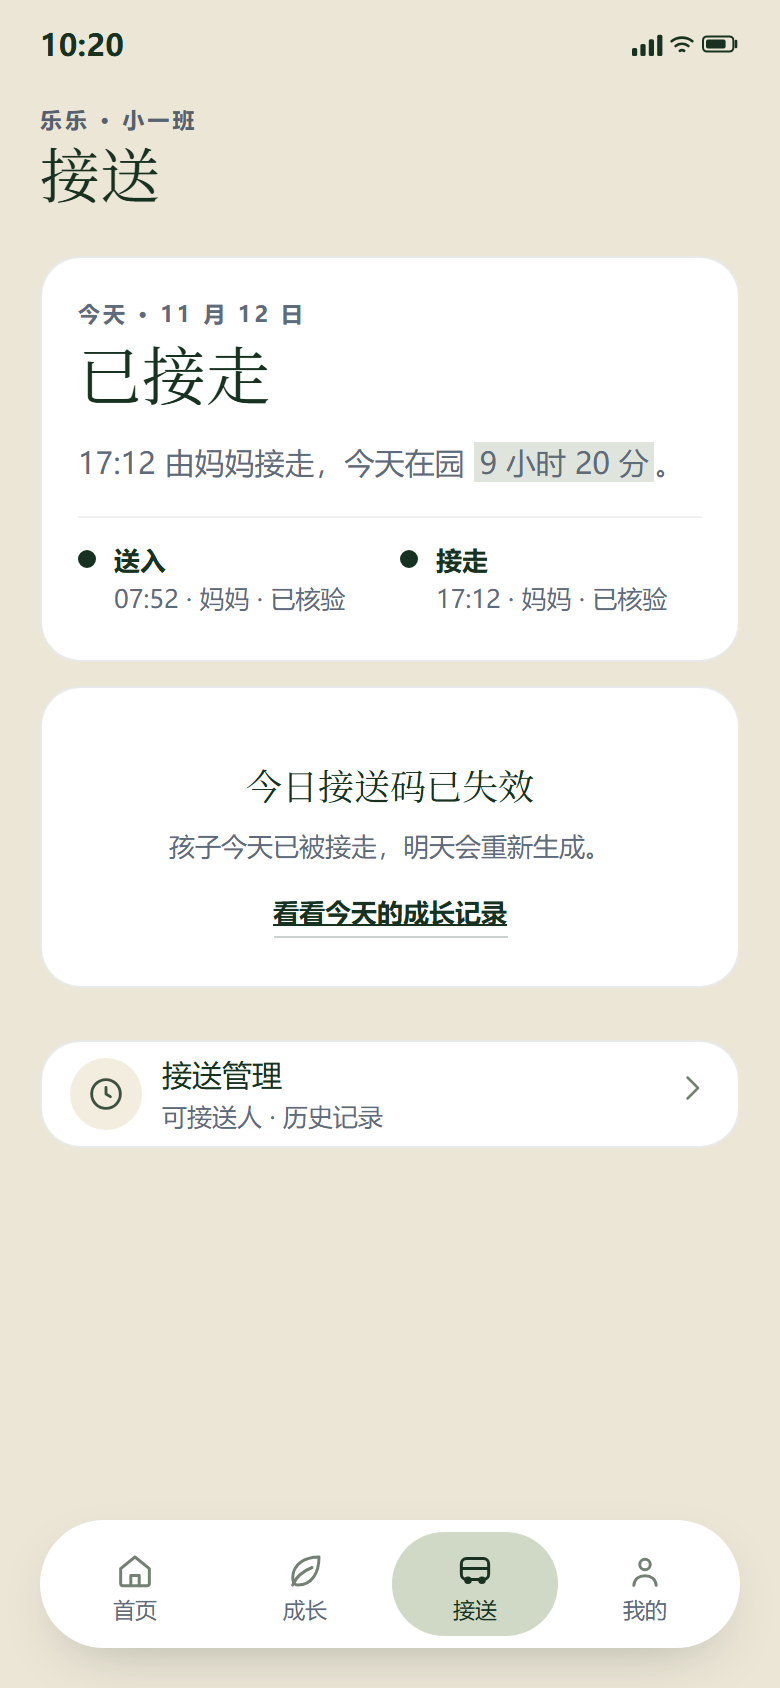 10:20
乐乐 · 小一班
接送
今天 · 11 月 12 日
已接走
17:12 由妈妈接走，今天在园 9 小时 20 分。
送入
07:52 · 妈妈 · 已核验
接走
17:12 · 妈妈 · 已核验
今日接送码已失效
孩子今天已被接走，明天会重新生成。
看看今天的成长记录
接送管理
可接送人 · 历史记录
首页
成长
接送
我的